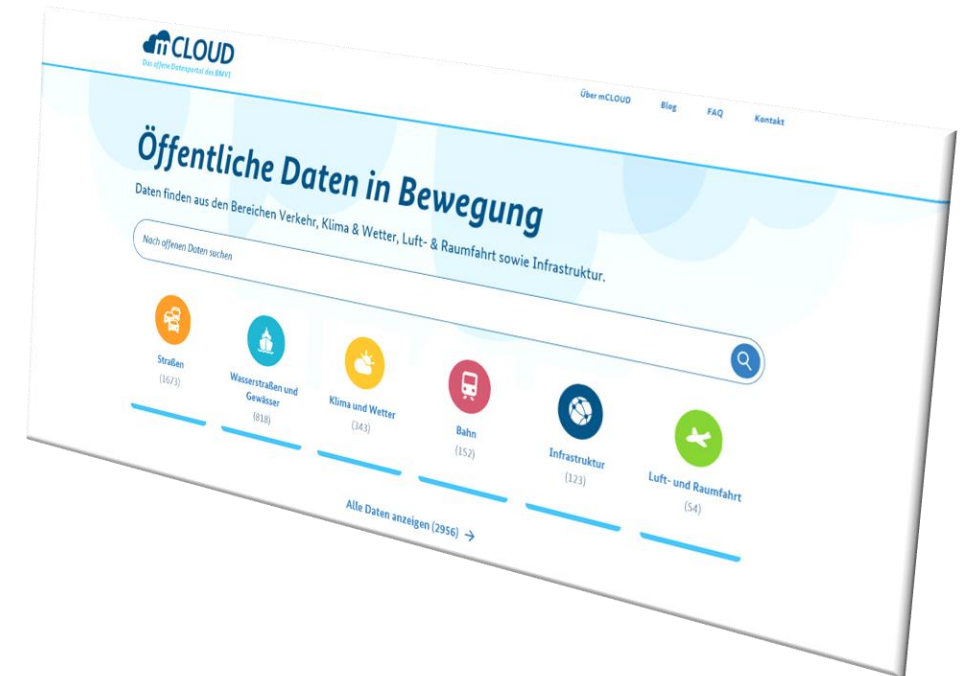 mCLOUD
Das offene Datenportal des BMVI
Über mCLOUD
Blog
FAQ
Kontakt
Öffentliche Daten in Bewegung
Daten finden aus den Bereichen Verkehr, Klima & Wetter, Luft- & Raumfahrt sowie Infrastruktur.
Nach offenen Daten suchen
Straßen
(1673)
Wasserstraßen und
Gewässer
(818)
Klima und Wetter
(343)
Bahn
(152)
Infrastruktur
(123)
Luft- und Raumfahrt
(54)
Alle Daten anzeigen (2956) →